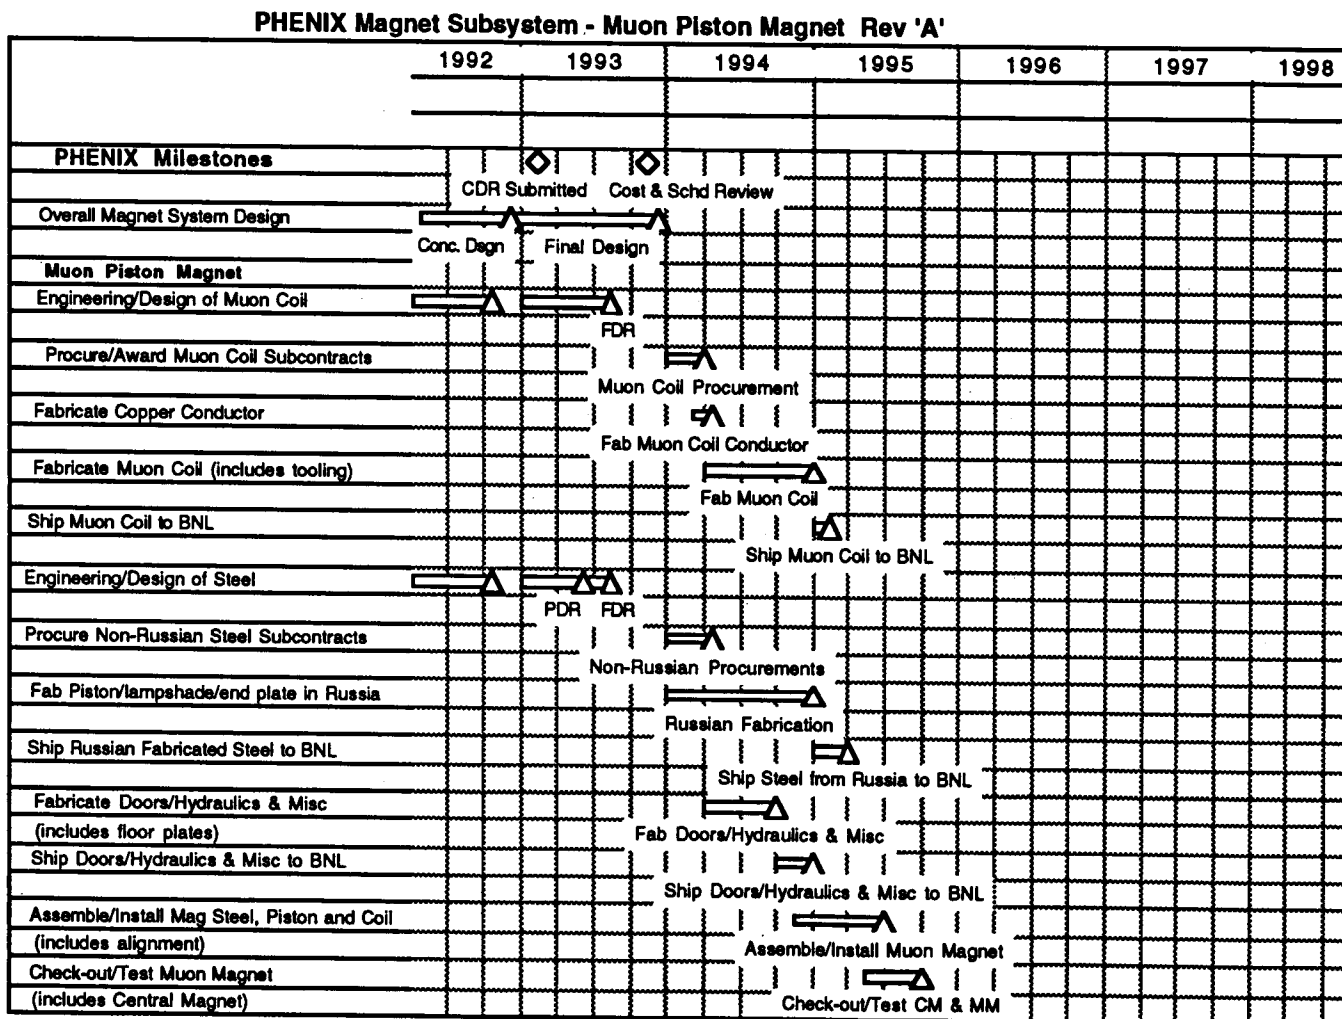 PHENIX Magnet Subsystem - Muon Piston Magnet Rev 'A'
1992 1993 1994 1995 1996 1997 1998
PHENIX Milestones
CDR Submitted Cost & Schd Review
Overall Magnet System Design
Conc. Dsgn Final Design
Muon Piston Magnet
Engineering/Design of Muon Coil
FDR
Procure/Award Muon Coil Subcontracts
Muon Coil Procurement
Fabricate Copper Conductor
Fab Muon Coil Conductor
Fabricate Muon Coil (includes tooling)
Fab Muon Coil
Ship Muon Coil to BNL
Ship Muon Coil to BNL
Engineering/Design of Steel
PDR FDR
Procure Non-Russian Steel Subcontracts
Non-Russian Procurements
Fab Piston/lampshade/end plate in Russia
Russian Fabrication
Ship Russian Fabricated Steel to BNL
Ship Steel from Russia to BNL
Fabricate Doors/Hydraulics & Misc
(includes floor plates) Fab Doors/Hydraulics & Misc
Ship Doors/Hydraulics & Misc to BNL
Ship Doors/Hydraulics & Misc to BNL
Assemble/Install Mag Steel, Piston and Coil
(includes alignment) Assemble/Install Muon Magnet
Check-out/Test Muon Magnet
(includes Central Magnet) Check-out/Test CM & MM